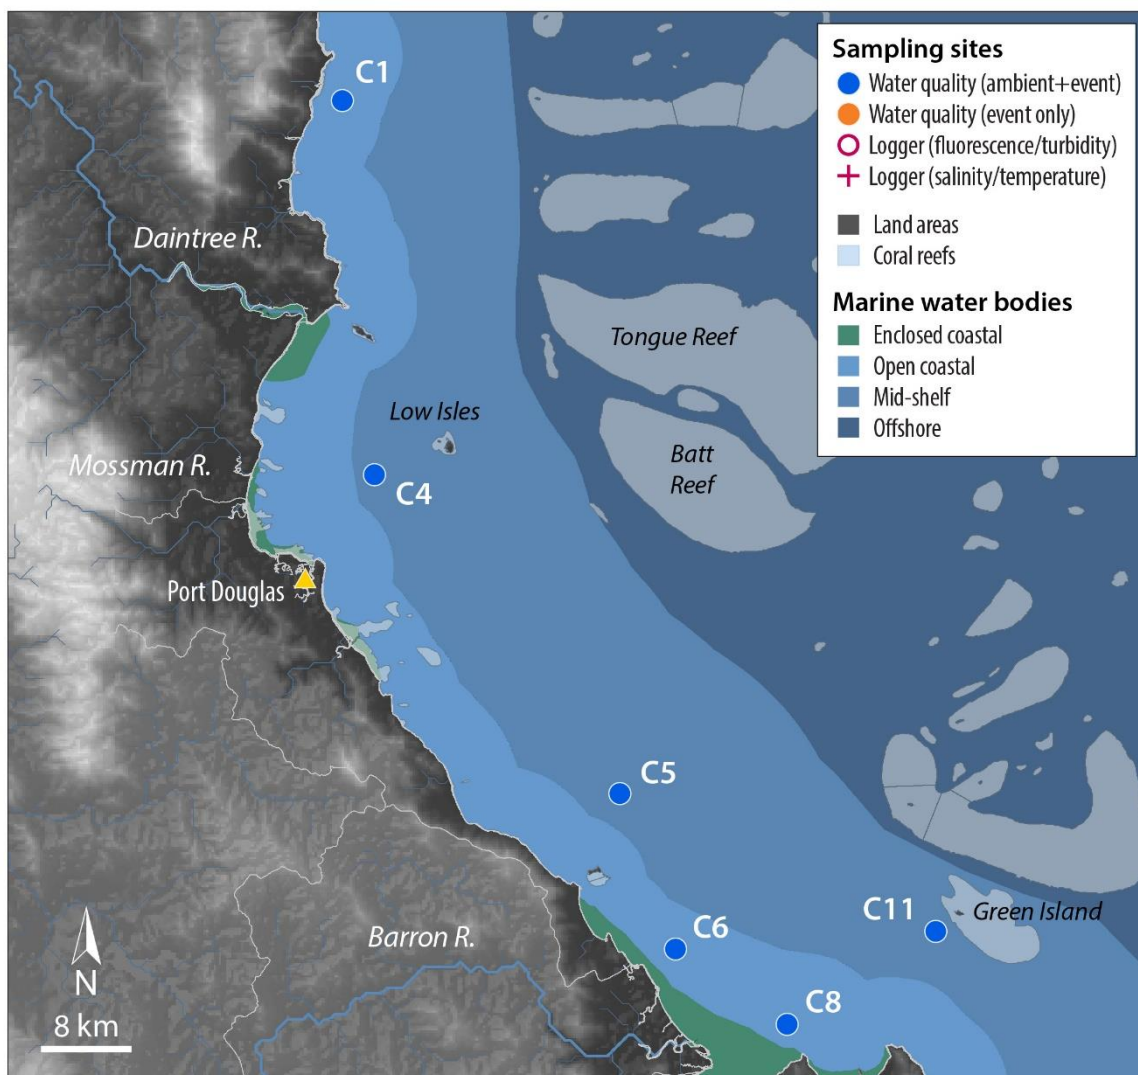 C1
Daintree R.
Tongue Reef
Low Isles
Batt
Reef
Mossman R.
C4
Port Douglas
C5
C11
Green Island
C6
Barron R.
C8
N
8 km
Sampling sites
Water quality (ambient+event)
Water quality (event only)
Logger (fluorescence/turbidity)
Logger (salinity/temperature)
Land areas
Coral reefs
Marine water bodies
Enclosed coastal
Open coastal
Mid-shelf
Offshore